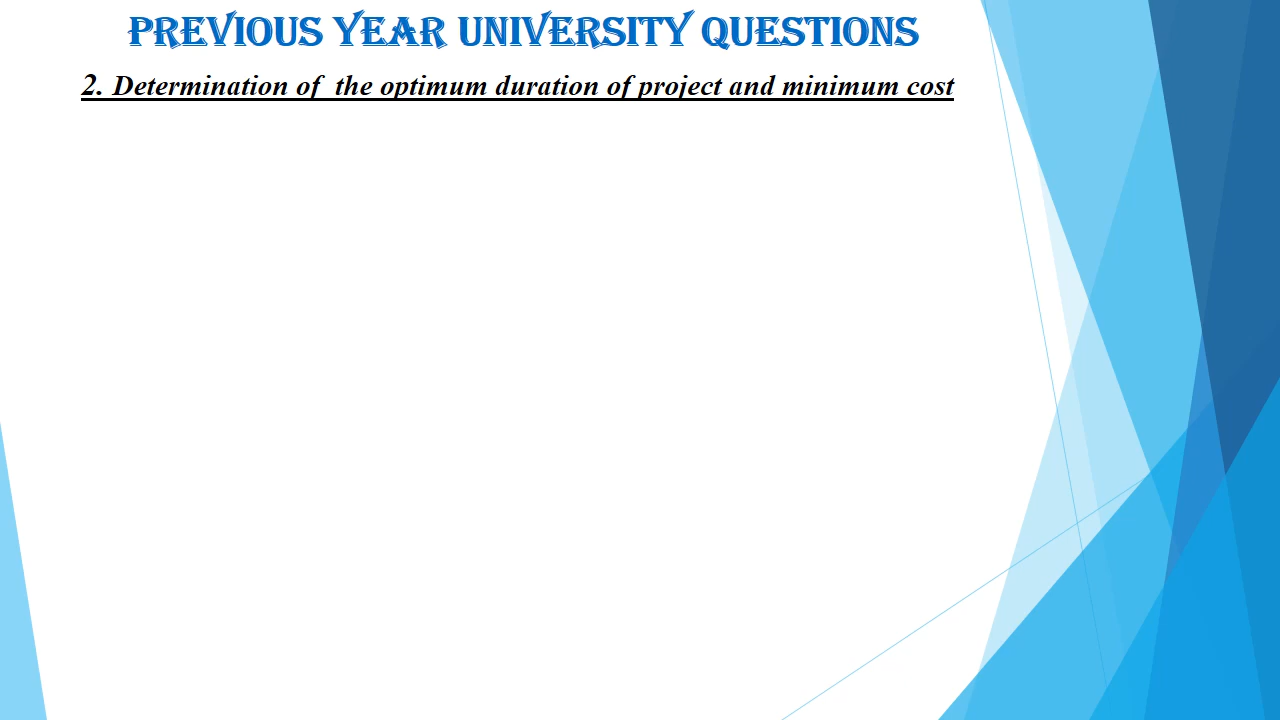 PREVIOUS YEAR UNIVERSITY QUESTIONS
2. Determination of the optimum duration of project and minimum cost